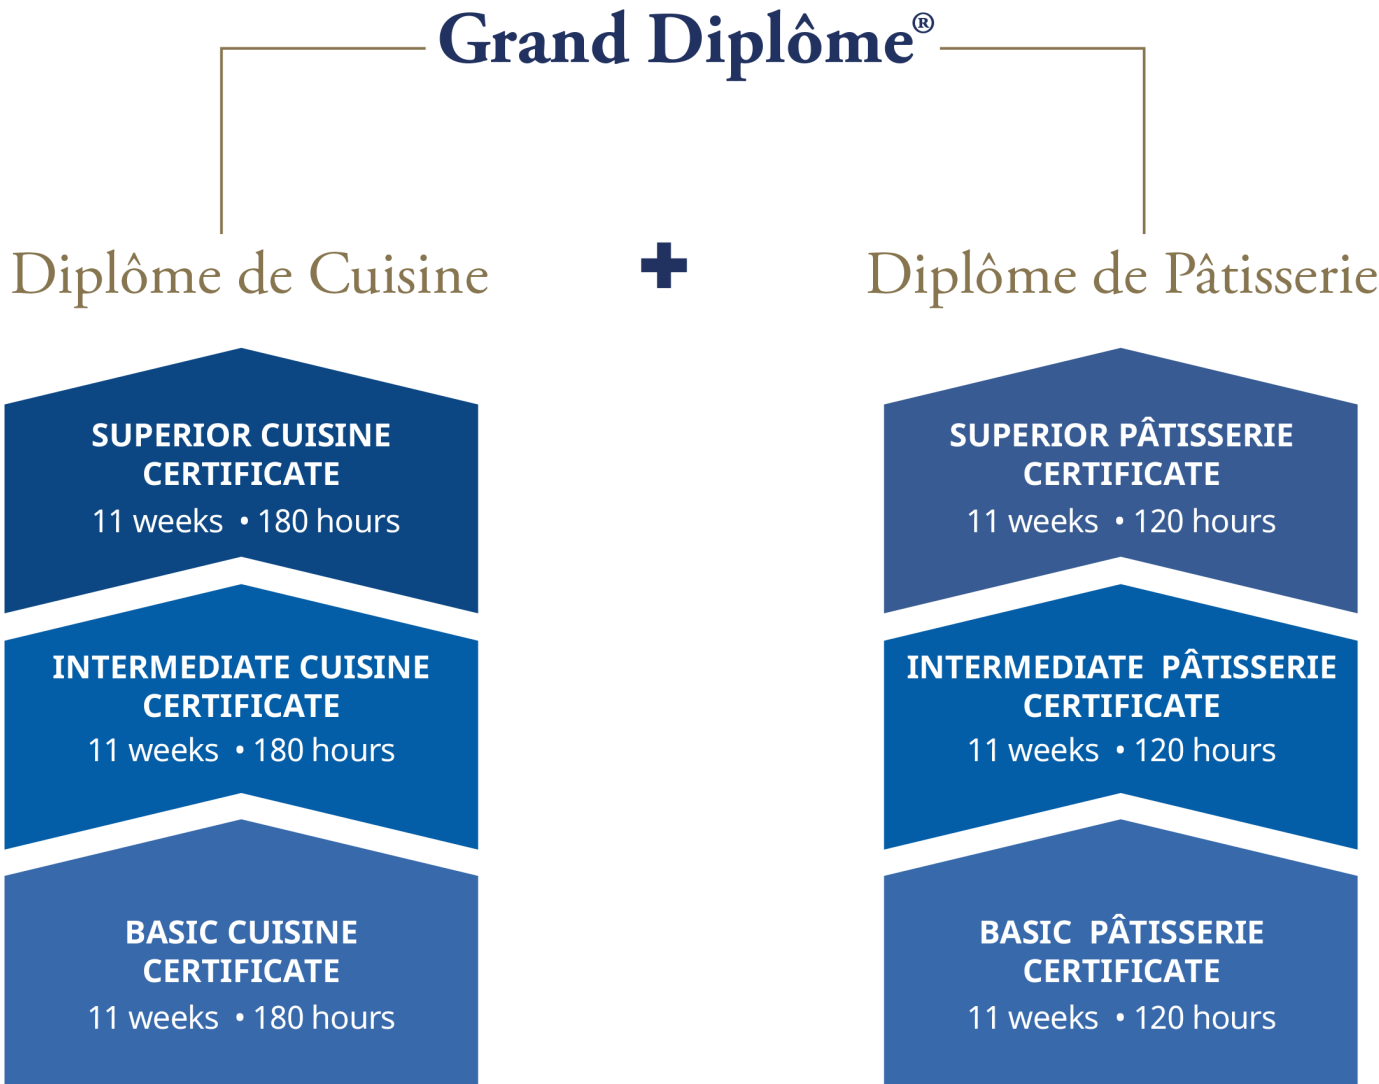 Grand Diplôme®
Diplôme de Cuisine
+
Diplôme de Pâtisserie
SUPERIOR CUISINE
CERTIFICATE
11 weeks • 180 hours
INTERMEDIATE CUISINE
CERTIFICATE
11 weeks • 180 hours
BASIC CUISINE
CERTIFICATE
11 weeks • 180 hours
SUPERIOR PÂTISSERIE
CERTIFICATE
11 weeks • 120 hours
INTERMEDIATE PÂTISSERIE
CERTIFICATE
11 weeks • 120 hours
BASIC PÂTISSERIE
CERTIFICATE
11 weeks • 120 hours